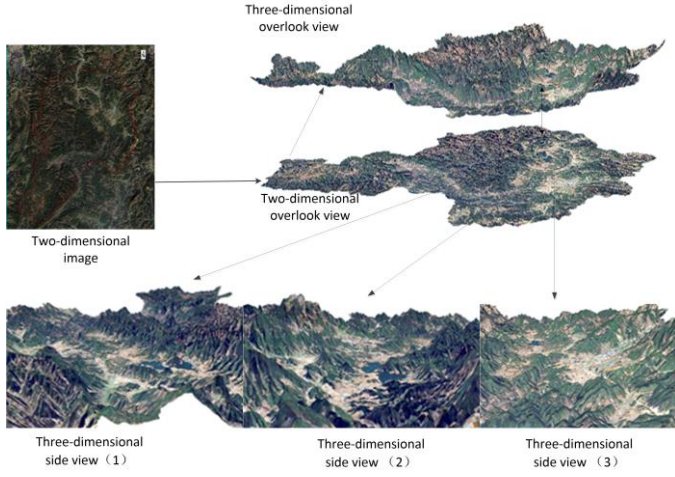 Three-dimensional
overlook view
Two-dimensional
overlook view
Two-dimensional
image
Three-dimensional
side view（1）
Three-dimensional
side view （2）
Three-dimensional
side view （3）